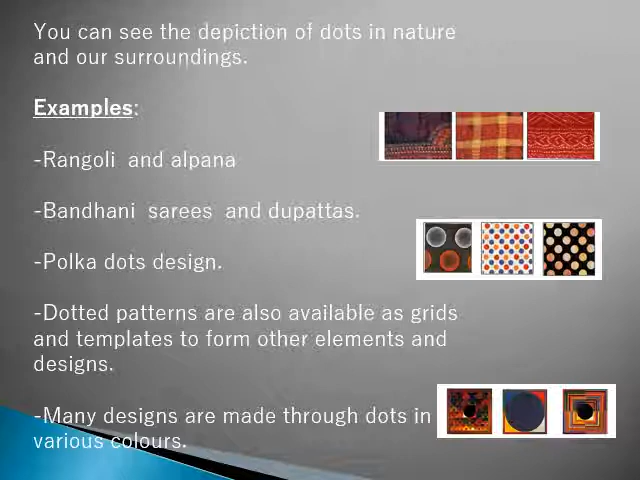 You can see the depiction of dots in nature
and our surroundings.
Examples:
-Rangoli  and alpana
-Bandhani  sarees  and dupattas.
-Polka dots design.
-Dotted patterns are also available as grids
and templates to form other elements and
designs.
-Many designs are made through dots in
various colours.